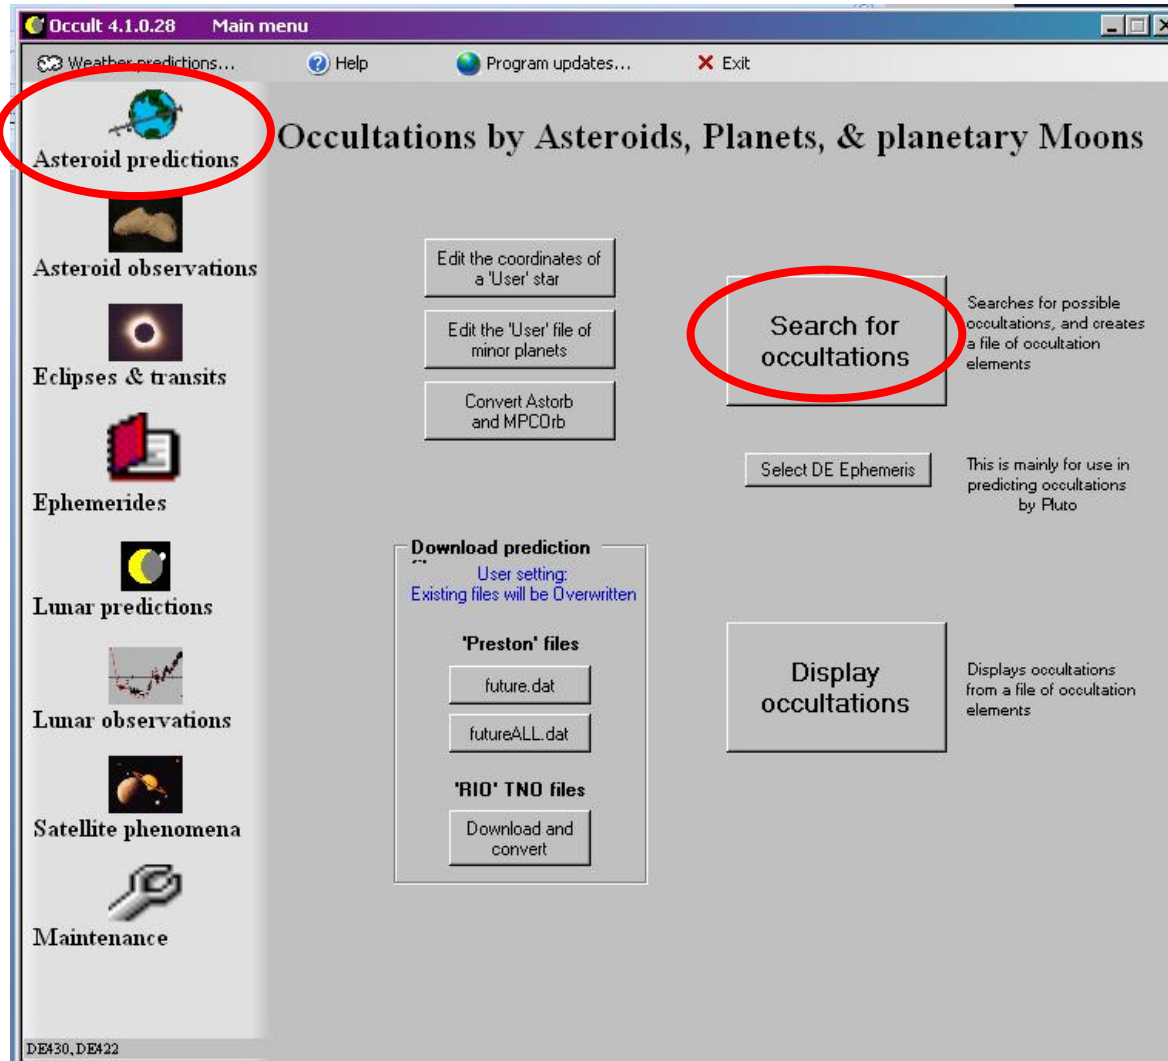 Occult 4.1.0.28 Main menu
Weather predictions... Help Program updates... Exit
Asteroid predictions
Asteroid observations
Eclipses & transits
Ephemerides
Lunar predictions
Lunar observations
Satellite phenomena
Maintenance
DE430, DE422
Occultations by Asteroids, Planets, & planetary Moons
Edit the coordinates of
a 'User' star
Edit the 'User' file of
minor planets
Convert Astorb
and MPCOrb
Search for
occultations
Searches for possible
occultations, and creates
a file of occultation
elements
Select DE Ephemeris
This is mainly for use in
predicting occultations
by Pluto
Download prediction
User setting:
Existing files will be Overwritten
'Preston' files
future.dat
futureALL.dat
'RIO' TNO files
Download and
convert
Display
occultations
Displays occultations
from a file of occultation
elements